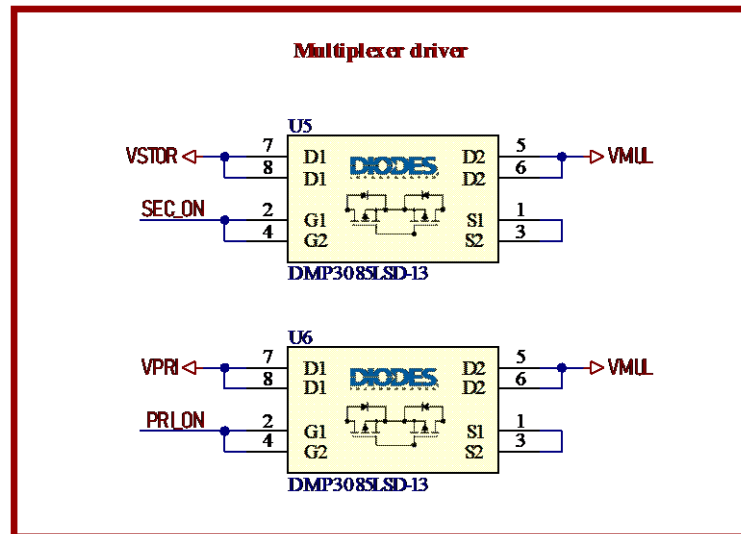 Multiplexer driver
U5
VSTOR 7 D1 DIODES D2 5 VMUL
8 D1 D2 6
SEC_ON 2 G1 S1 1
4 G2 S2 3
DMP3085LSD-13
U6
VPRI 7 D1 DIODES D2 5 VMUL
8 D1 D2 6
PRI_ON 2 G1 S1 1
4 G2 S2 3
DMP3085LSD-13